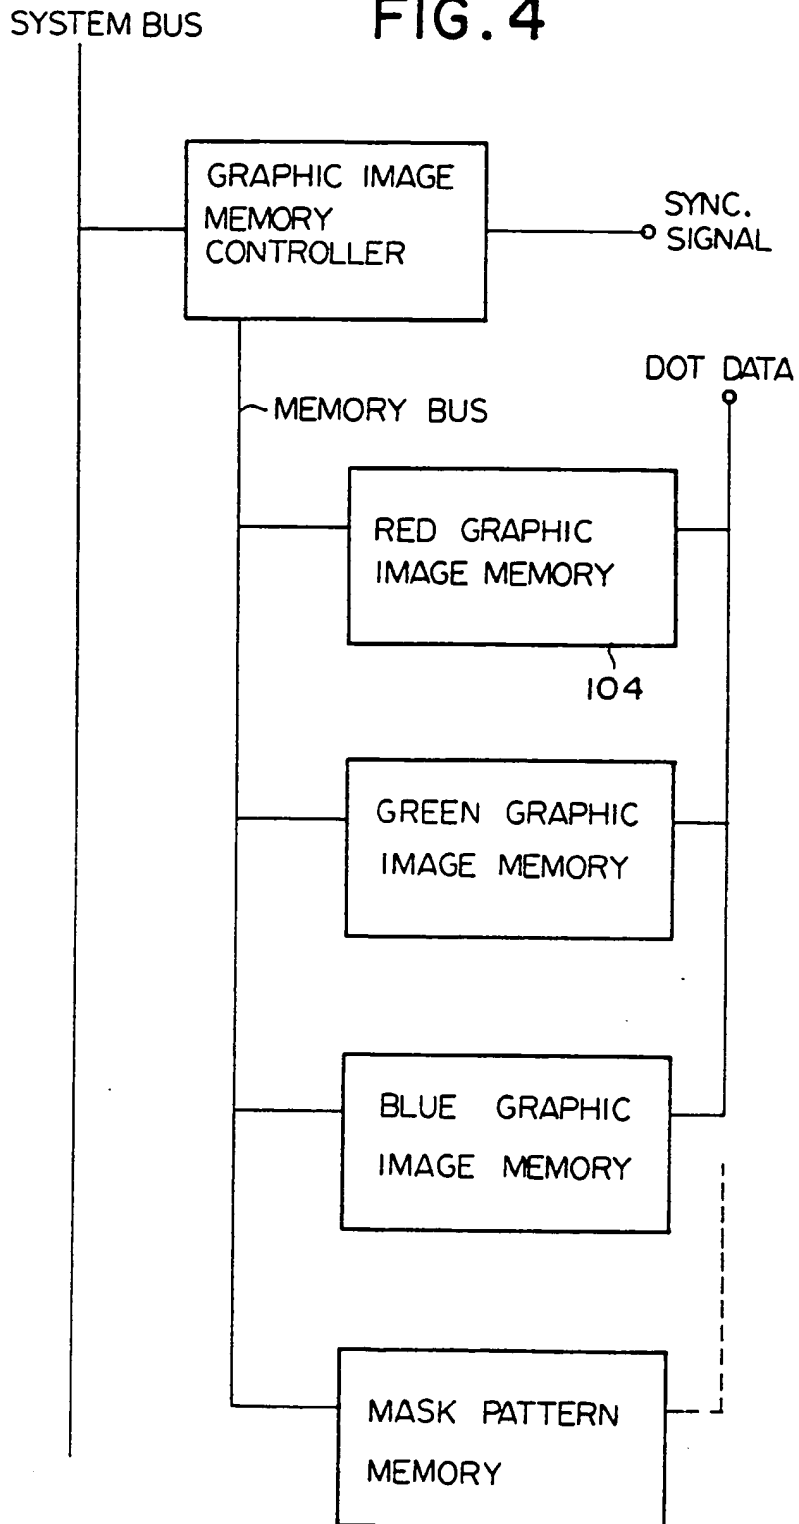 SYSTEM BUS
FIG. 4
GRAPHIC IMAGE
MEMORY
CONTROLLER
SYNC.
SIGNAL
DOT DATA
MEMORY BUS
RED GRAPHIC
IMAGE MEMORY
104
GREEN GRAPHIC
IMAGE MEMORY
BLUE GRAPHIC
IMAGE MEMORY
MASK PATTERN
MEMORY